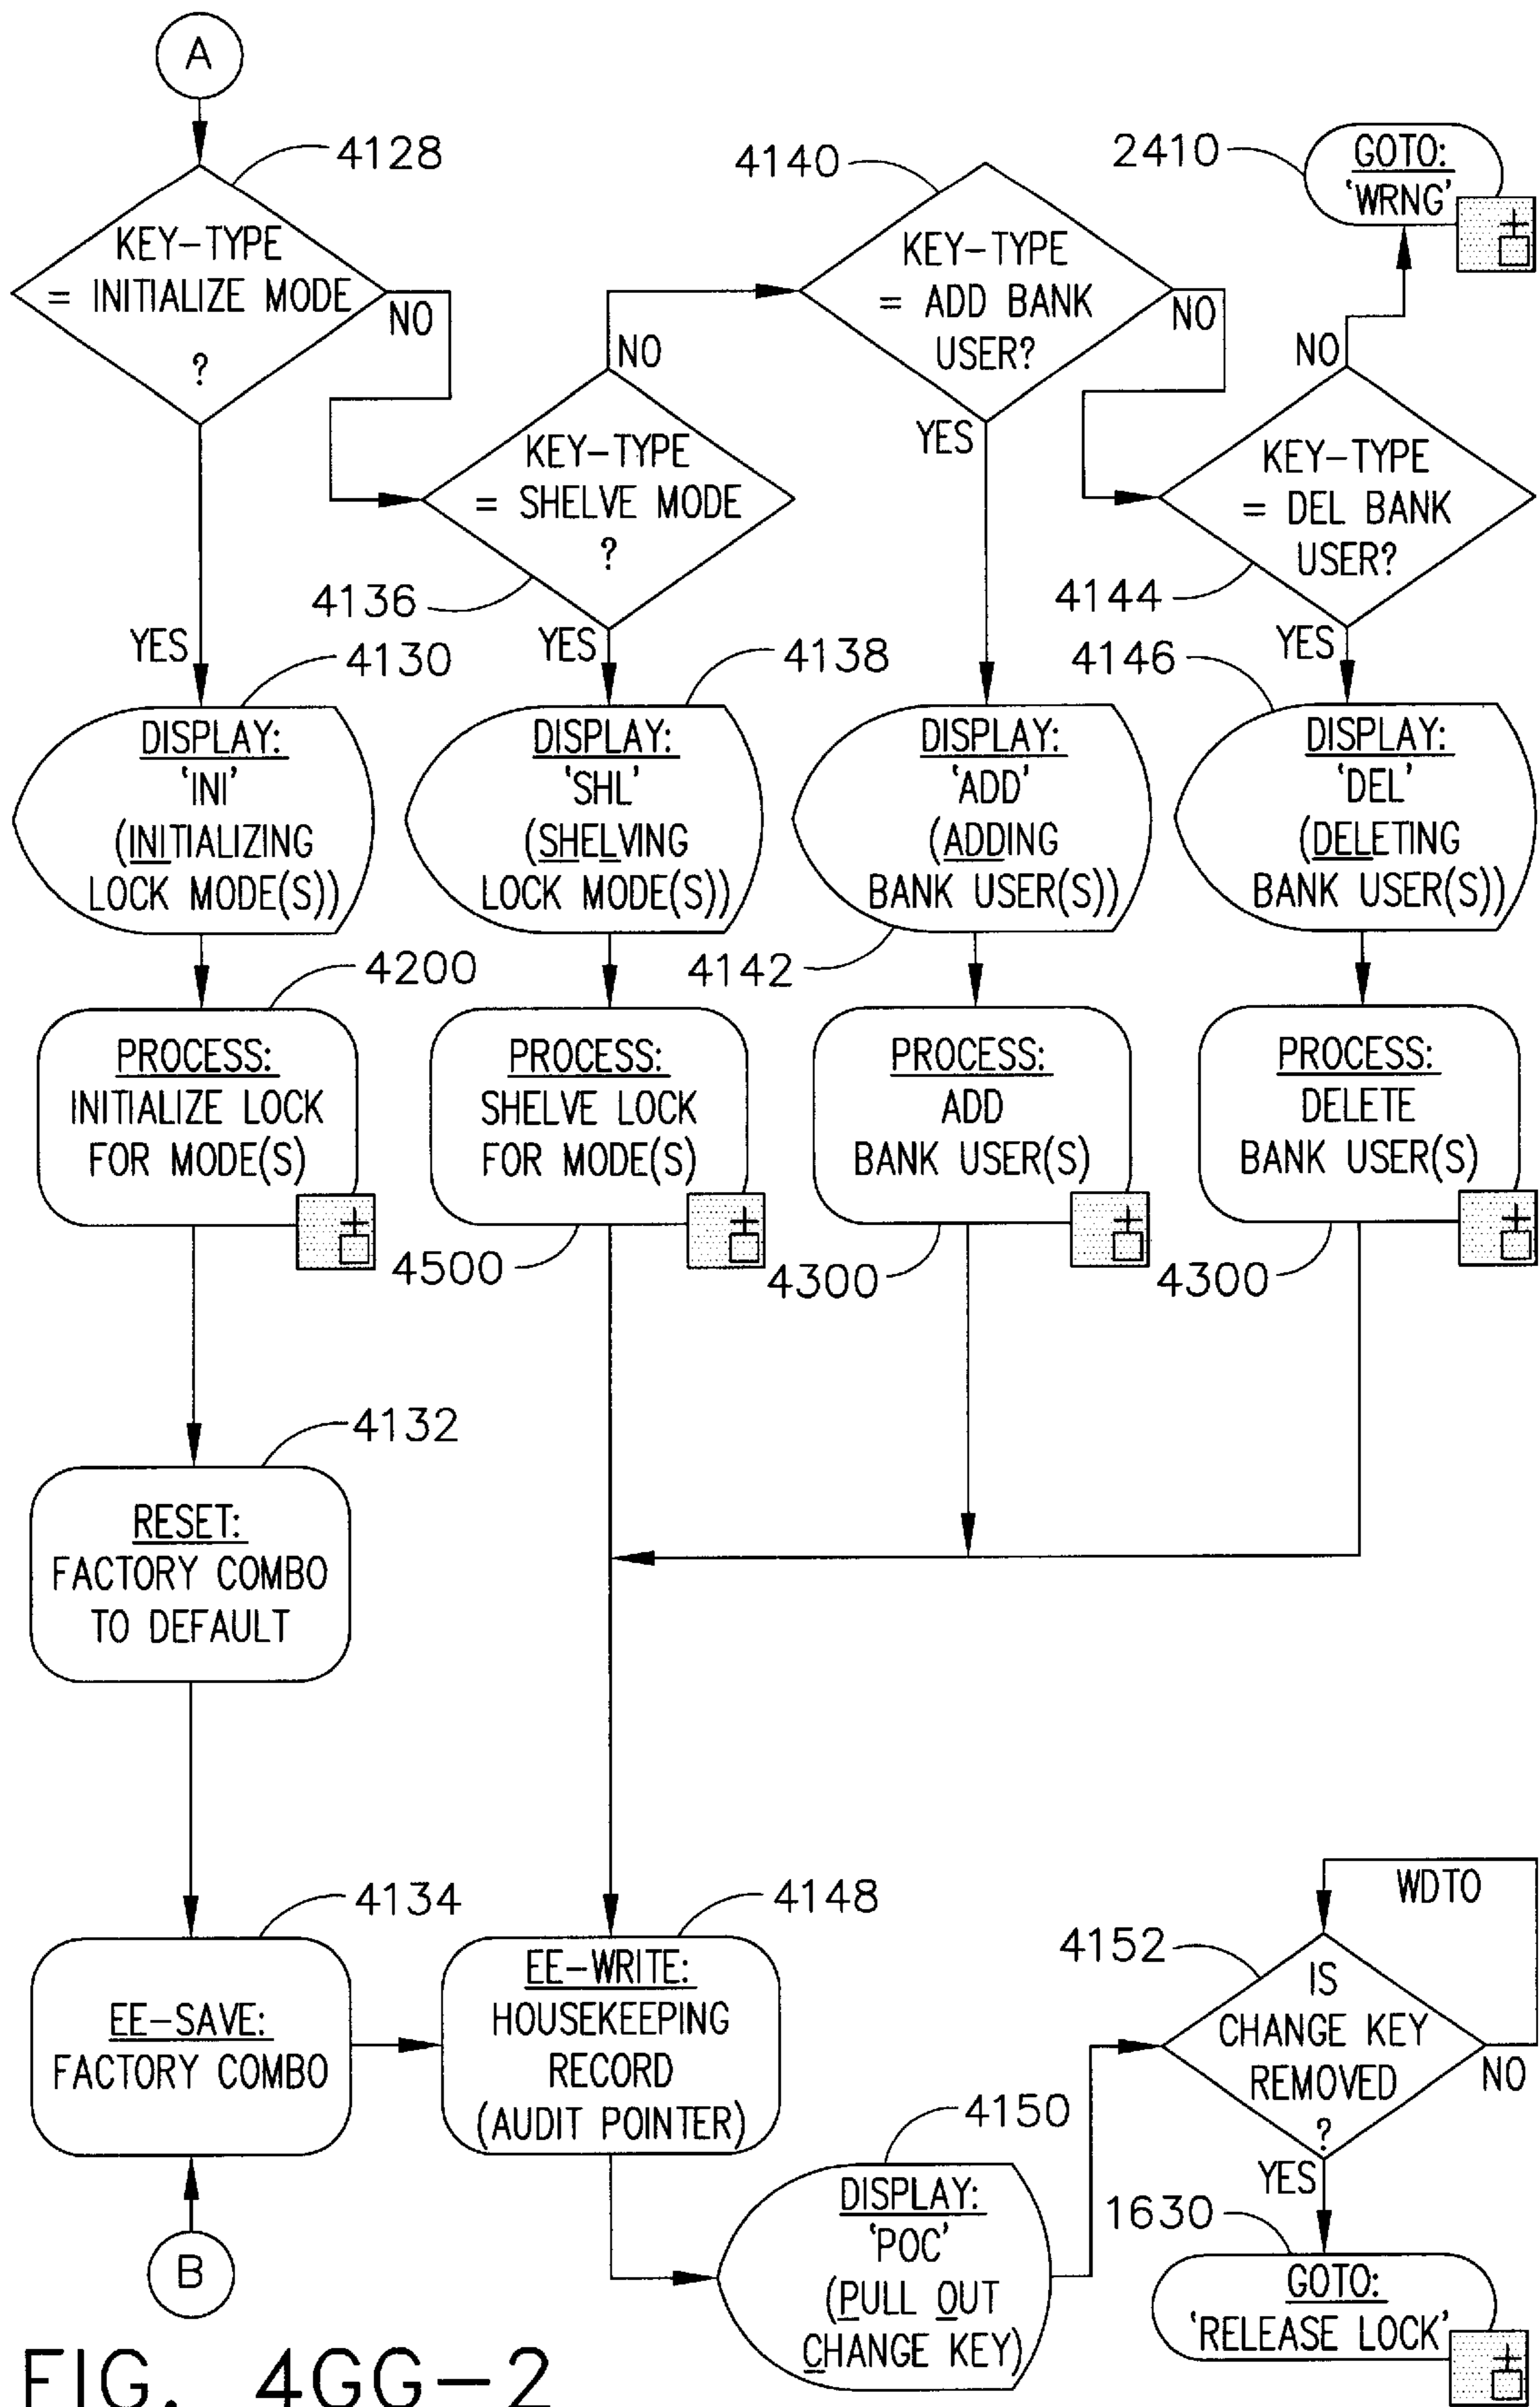 A
4128
KEY-TYPE
= INITIALIZE MODE
?
NO
YES
4140
KEY-TYPE
= ADD BANK
USER?
NO
YES
2410
GOTO:
'WRNG'
NO
KEY-TYPE
= SHELVE MODE
?
4136
YES
NO
KEY-TYPE
= DEL BANK
USER?
4144
YES
4130
DISPLAY:
'INI'
(INITIALIZING
LOCK MODE(S))
4138
DISPLAY:
'SHL'
(SHELVING
LOCK MODE(S))
DISPLAY:
'ADD'
(ADDING
BANK USER(S))
4142
4146
DISPLAY:
'DEL'
(DELETING
BANK USER(S))
4200
PROCESS:
INITIALIZE LOCK
FOR MODE(S)
PROCESS:
SHELVE LOCK
FOR MODE(S)
4500
PROCESS:
ADD
BANK USER(S)
4300
PROCESS:
DELETE
BANK USER(S)
4300
4132
RESET:
FACTORY COMBO
TO DEFAULT
4134
EE-SAVE:
FACTORY COMBO
B
4148
EE-WRITE:
HOUSEKEEPING
RECORD
(AUDIT POINTER)
4150
DISPLAY:
'POC'
(PULL OUT
CHANGE KEY)
WDTO
4152
IS
CHANGE KEY
REMOVED
?
NO
YES
1630
GOTO:
'RELEASE LOCK'
FIG. 4GG-2